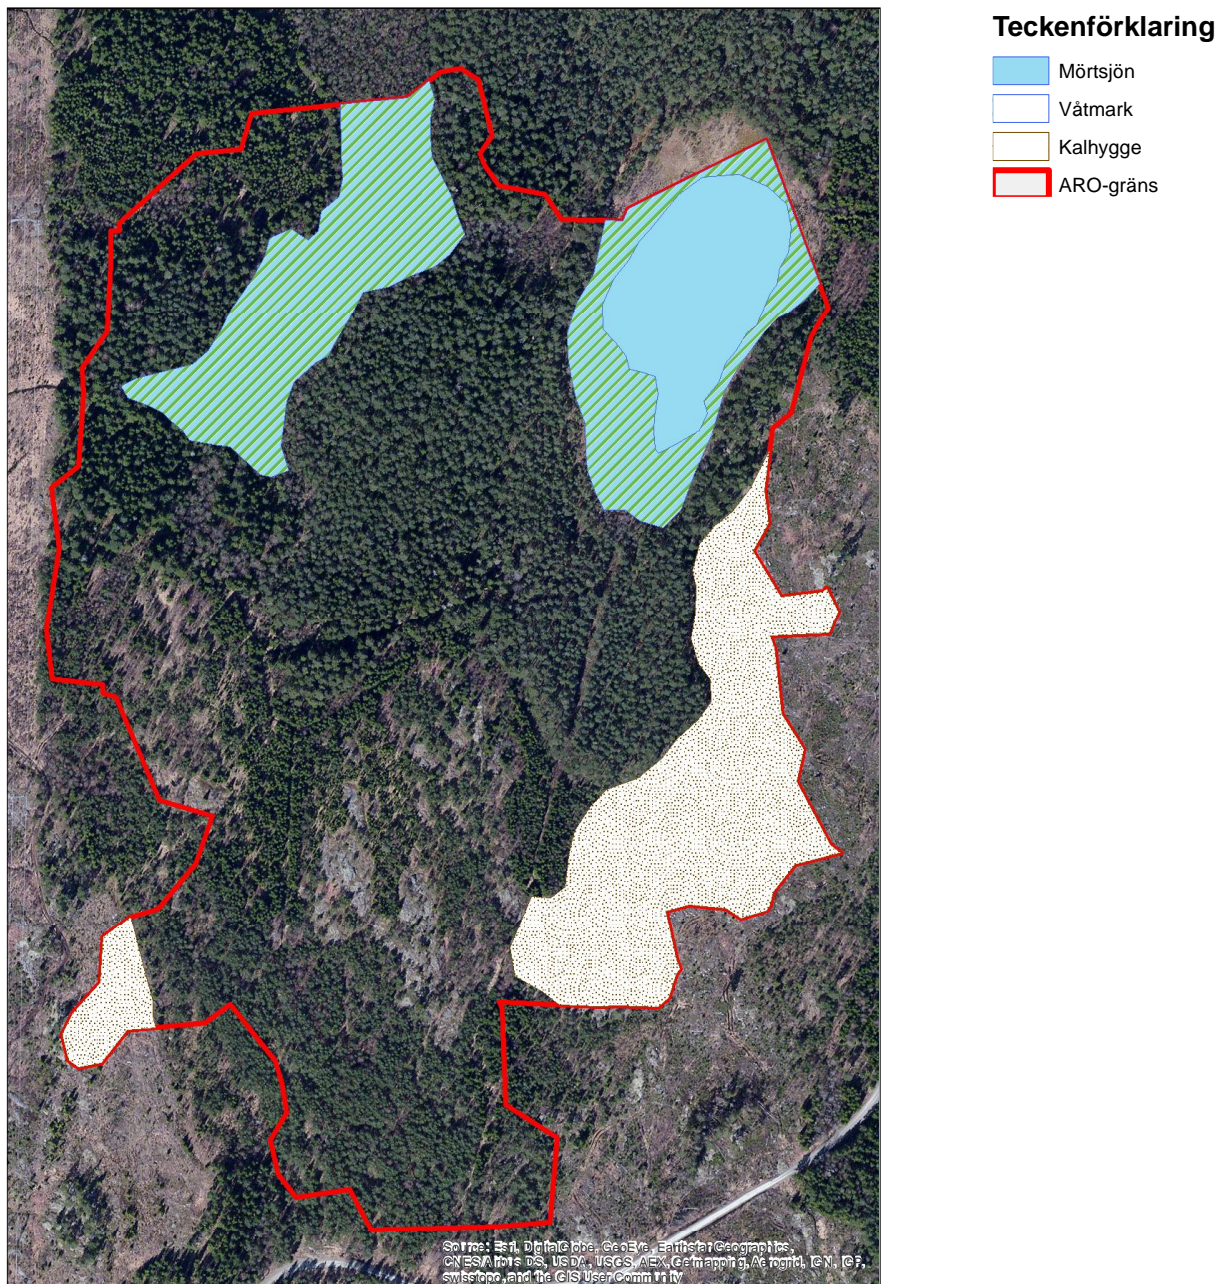 Teckenförklaring
Mörtsjön
Våtmark
Kalhygge
ARO-gräns
Source: Esri, DigitalGlobe, GeoEye, Earthstar Geographics,
CNES/Airbus DS, USDA, USGS, AEX, Getmapping, Aerogrid, IGN, IGP,
swisstopo, and the GIS User Community